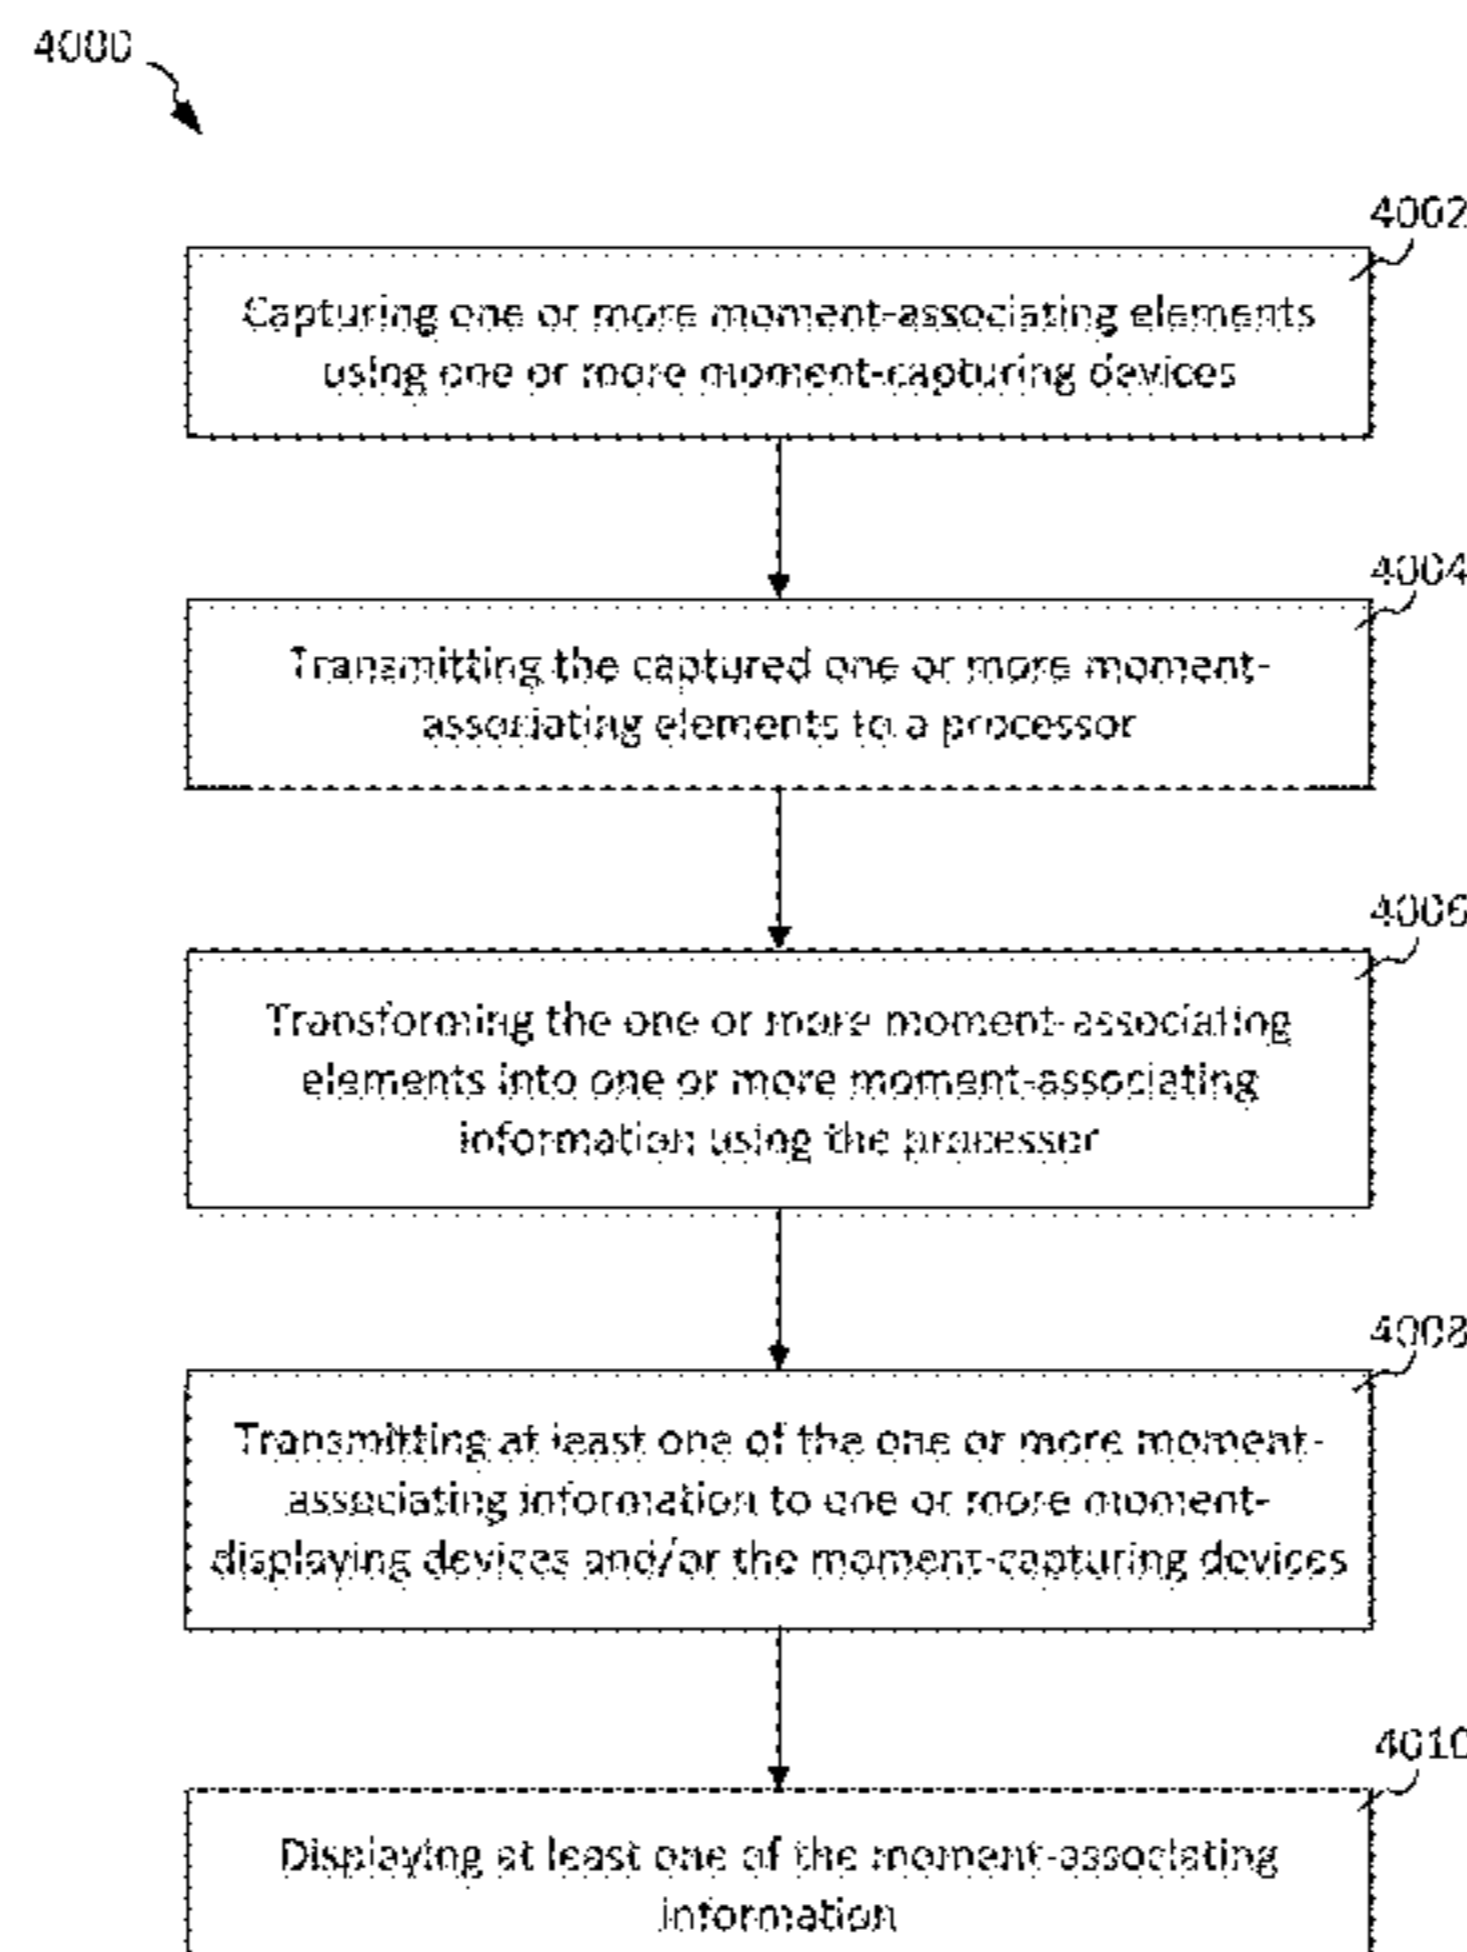 4000
4002
Capturing one or more moment-associating elements
using one or more moment-capturing devices
4004
Transmitting the captured one or more moment-
associating elements to a processor
4006
Transforming the one or more moment-associating
elements into one or more moment-associating
information using the processor
4008
Transmitting at least one of the one or more moment-
associating information to one or more moment-
displaying devices and/or the moment-capturing devices
4010
Displaying at least one of the moment-associating
information